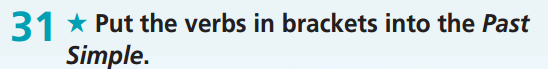 31 ★ Put the verbs in brackets into the Past
Simple.